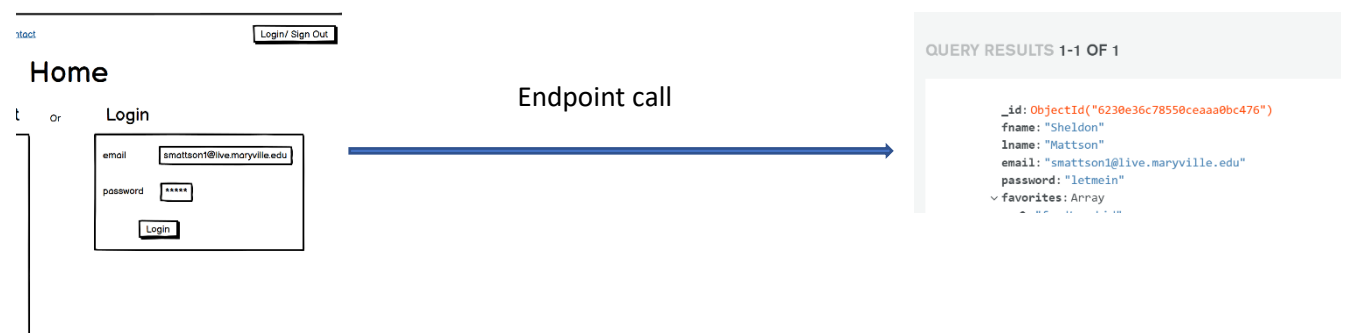 ntact
Login/ Sign Out
Home
t
Or
Login
email
smattson1@live.maryville.edu
password
*****
Login
Endpoint call
QUERY RESULTS 1-1 OF 1
_id: ObjectId("6230e36c78550ceaaa0bc476")
fname: "Sheldon"
lname: "Mattson"
email: "smattson1@live.maryville.edu"
password: "letmein"
favorites: Array